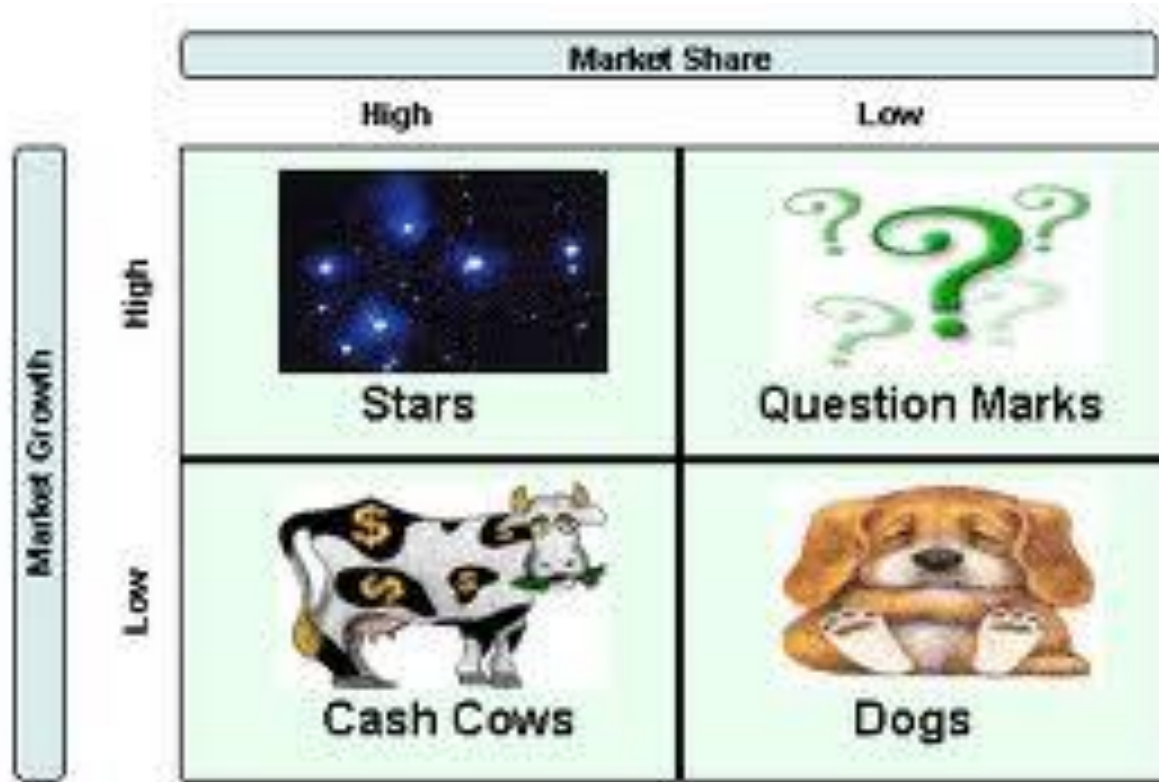 Market Share
High Low
Market Growth
High
Stars
Question Marks
Low
$ $ $
Cash Cows
Dogs